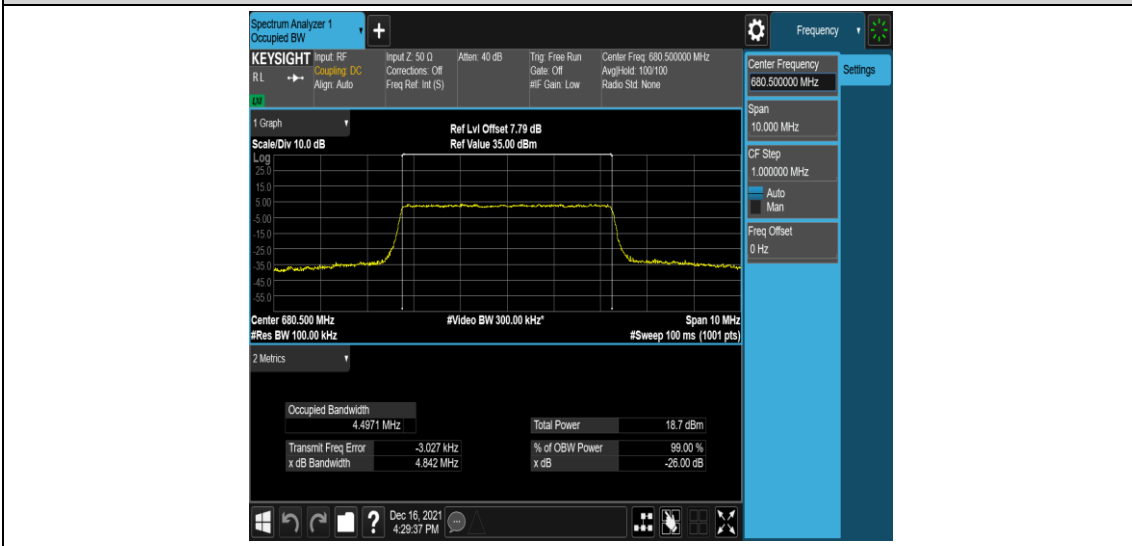 Spectrum Analyzer 1
Occupied BW
+
Frequency
KEYSIGHT Input: RF Input Z: 50 Ω Atten: 40 dB Trig: Free Run Center Freq: 680.500000 MHz
RL Coupling: DC Corrections: Off Gate: Off Avg|Hold: 100/100
Align: Auto Freq Ref: Int (S) #IF Gain: Low Radio Std: None
LXI
Center Frequency
680.500000 MHz
Settings
Span
10.000 MHz
CF Step
1.000000 MHz
Auto
Man
Freq Offset
0 Hz
1 Graph
Ref Lvl Offset 7.79 dB
Scale/Div 10.0 dB Ref Value 35.00 dBm
Log
25.0
15.0
5.00
-5.00
-15.0
-25.0
-35.0
-45.0
-55.0
Center 680.500 MHz #Video BW 300.00 kHz* Span 10 MHz
#Res BW 100.00 kHz #Sweep 100 ms (1001 pts)
2 Metrics
Occupied Bandwidth
4.4971 MHz Total Power 18.7 dBm
Transmit Freq Error -3.027 kHz % of OBW Power 99.00 %
x dB Bandwidth 4.842 MHz x dB -26.00 dB
? Dec 16, 2021
4:29:37 PM